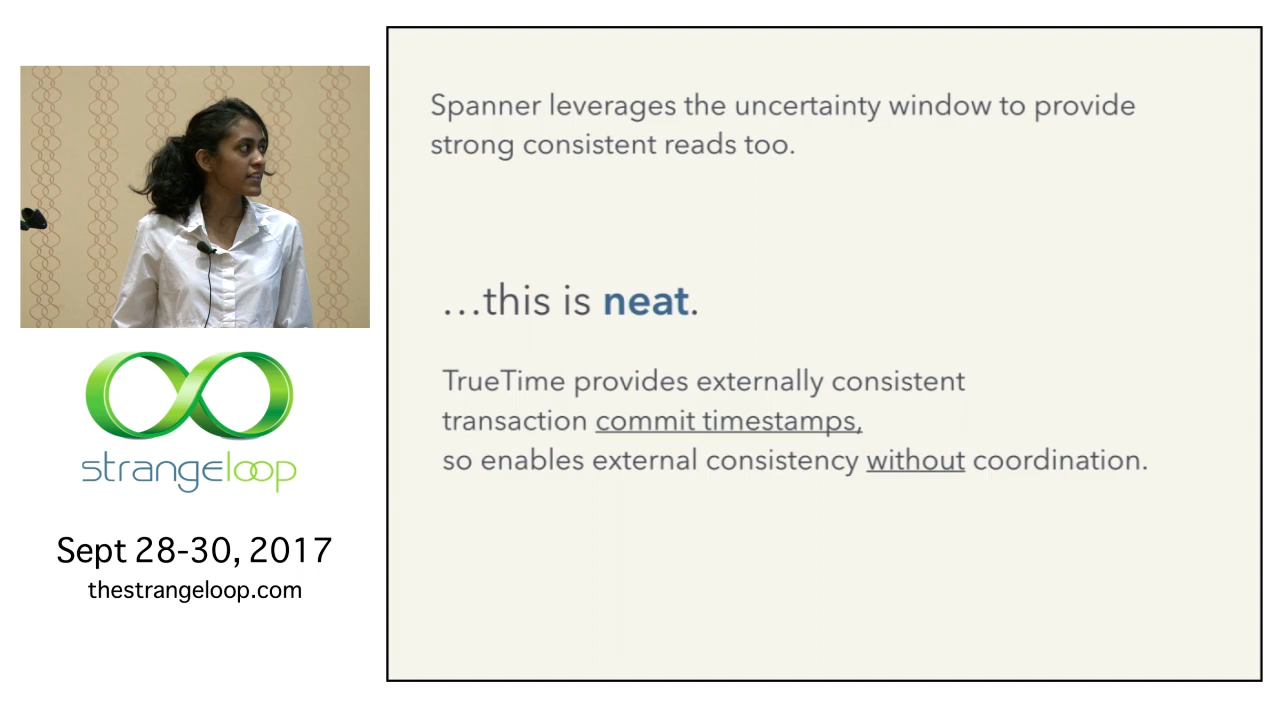 Spanner leverages the uncertainty window to provide
strong consistent reads too.
...this is neat.
TrueTime provides externally consistent
transaction commit timestamps,
so enables external consistency without coordination.
strangeloop
Sept 28-30, 2017
thestrangeloop.com